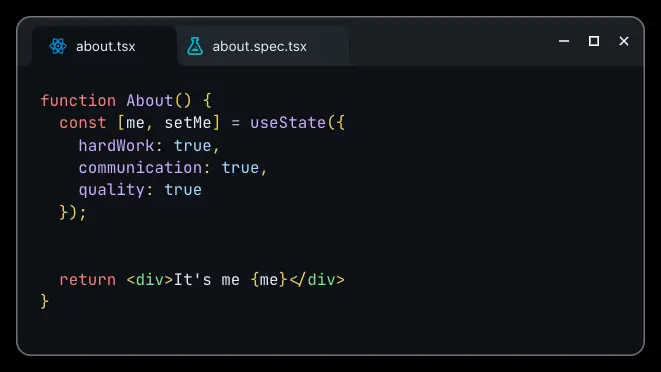 about.tsx about.spec.tsx
function About() {
  const [me, setMe] = useState({
    hardWork: true,
    communication: true,
    quality: true
  });
  return <div>It's me {me}</div>
}